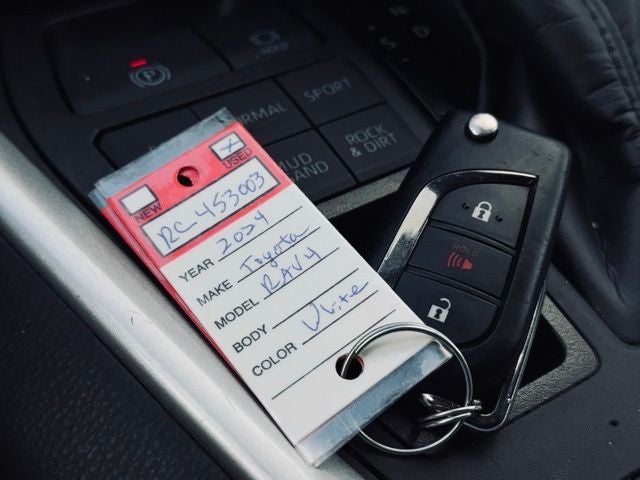 HOLD
SPORT
NORMAL
ROCK
& DIRT
MUD
NEW
USED
RC-453003
YEAR 2024
MAKE Toyota
MODEL RAV4
BODY
COLOR White
HOLD